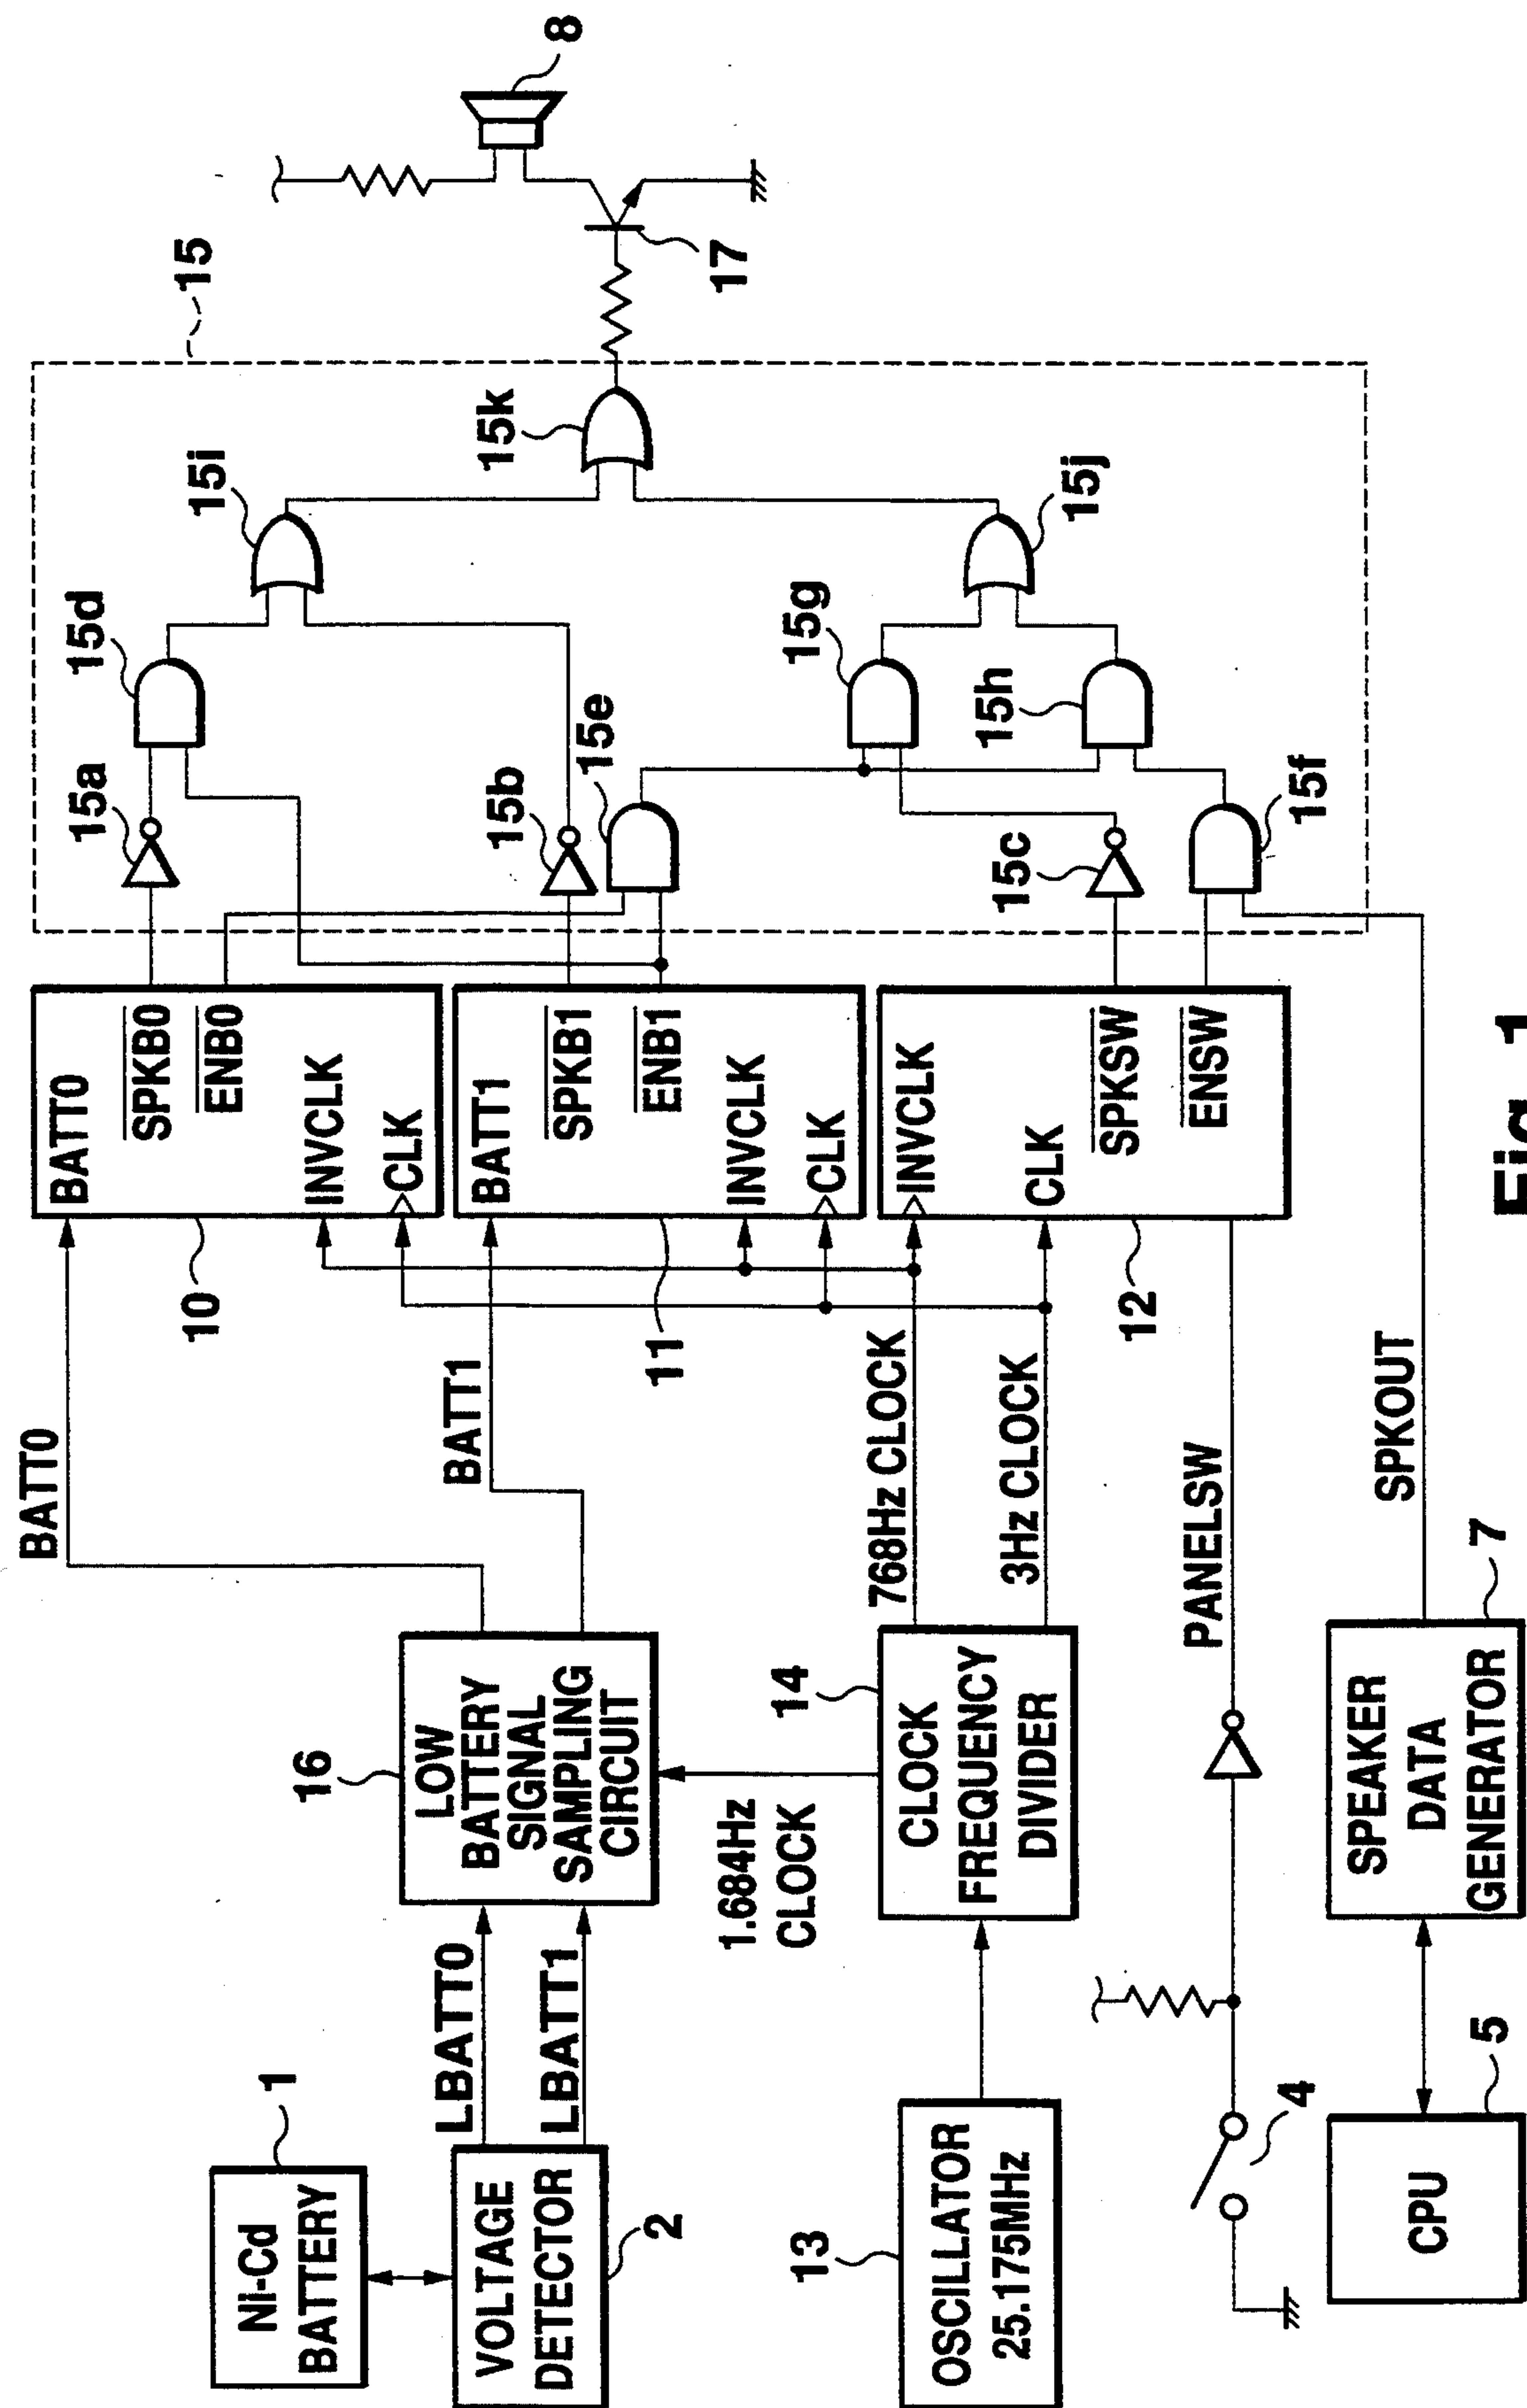 Ni-Cd
BATTERY
1
VOLTAGE
DETECTOR
2
LBATT0
LBATT1
LOW
BATTERY
SIGNAL
SAMPLING
CIRCUIT
16
BATT0
BATT1
OSCILLATOR
25.175MHz
13
CLOCK
FREQUENCY
DIVIDER
14
1.684Hz
CLOCK
768Hz CLOCK
3Hz CLOCK
4
PANELSW
CPU
5
SPEAKER
DATA
GENERATOR
7
SPKOUT
BATT0
SPKB0
ENB0
INVCLK
CLK
10
BATT1
SPKB1
ENB1
INVCLK
CLK
11
INVCLK
CLK
SPKSW
ENSW
12
15
15a
15b
15c
15d
15e
15f
15g
15h
15i
15j
15k
17
8
Fig. 1